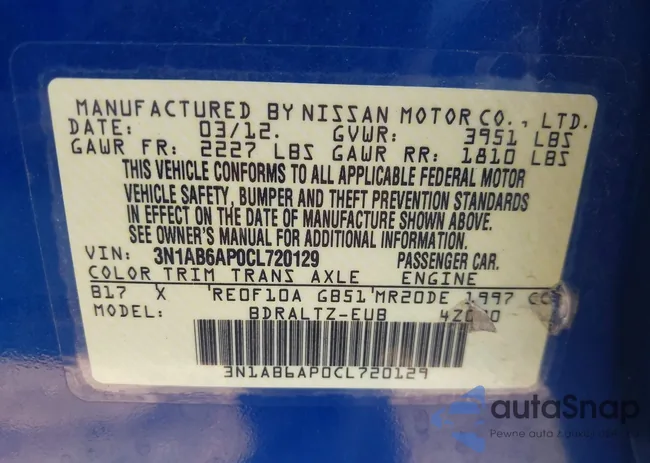 MANUFACTURED BY NISSAN MOTOR CO., LTD.
DATE: 03/12. GVWR: 3951 LBS
GAWR FR: 2227 LBS GAWR RR: 1810 LBS
THIS VEHICLE CONFORMS TO ALL APPLICABLE FEDERAL MOTOR
VEHICLE SAFETY, BUMPER AND THEFT PREVENTION STANDARDS
IN EFFECT ON THE DATE OF MANUFACTURE SHOWN ABOVE.
SEE OWNER'S MANUAL FOR ADDITIONAL INFORMATION.
VIN: 3N1AB6AP0CL720129 PASSENGER CAR.
COLOR TRIM TRANS AXLE ENGINE
B17 X 'RE0F10A GB51'MR20DE 1997 CC
MODEL: BDRALTZ-EUB
3N1AB6AP0CL720129
autaSnap
Pewne auta z